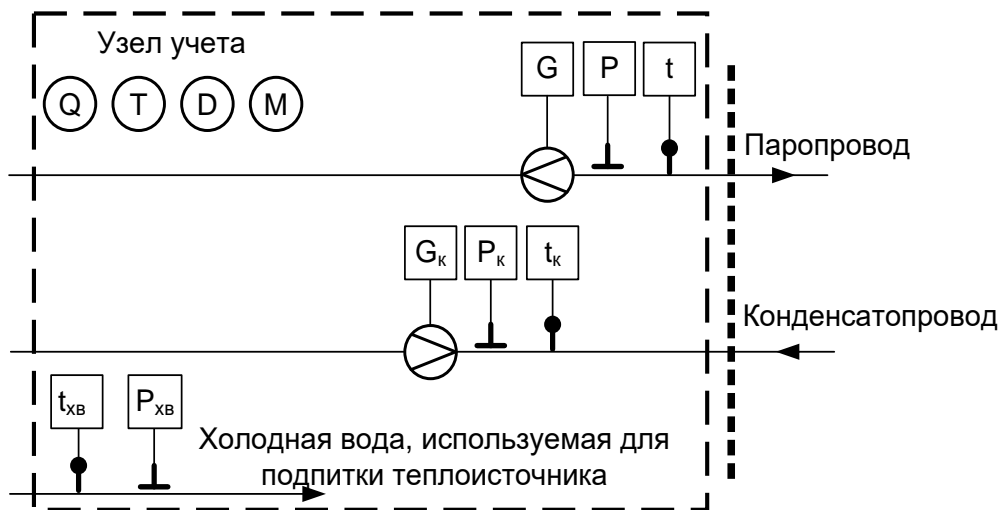 Узел учета
Q T D M
G P t
Паропровод
Gк Pк tк
Конденсатопровод
tхв Pхв
Холодная вода, используемая для
подпитки теплоисточника